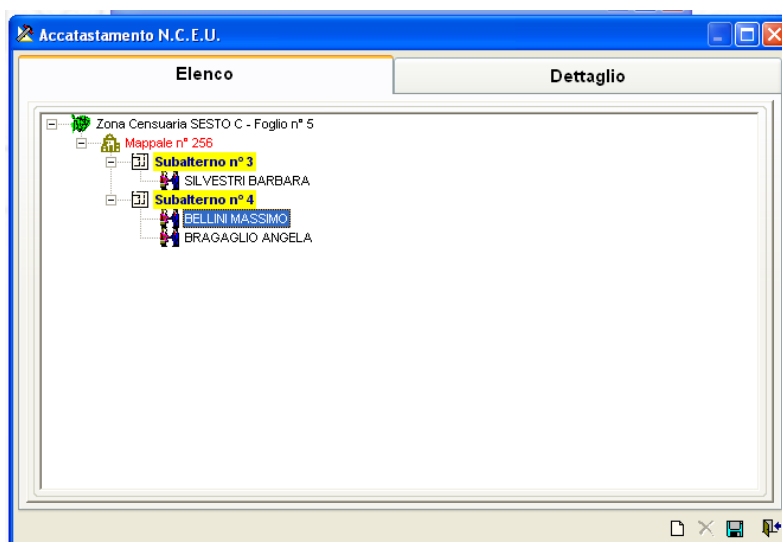 Accatastamento N.C.E.U.
Elenco
Dettaglio
Zona Censuaria SESTO C - Foglio n° 5
Mappale n° 256
Subalterno n° 3
SILVESTRI BARBARA
Subalterno n° 4
BELLINI MASSIMO
BRAGAGLIO ANGELA